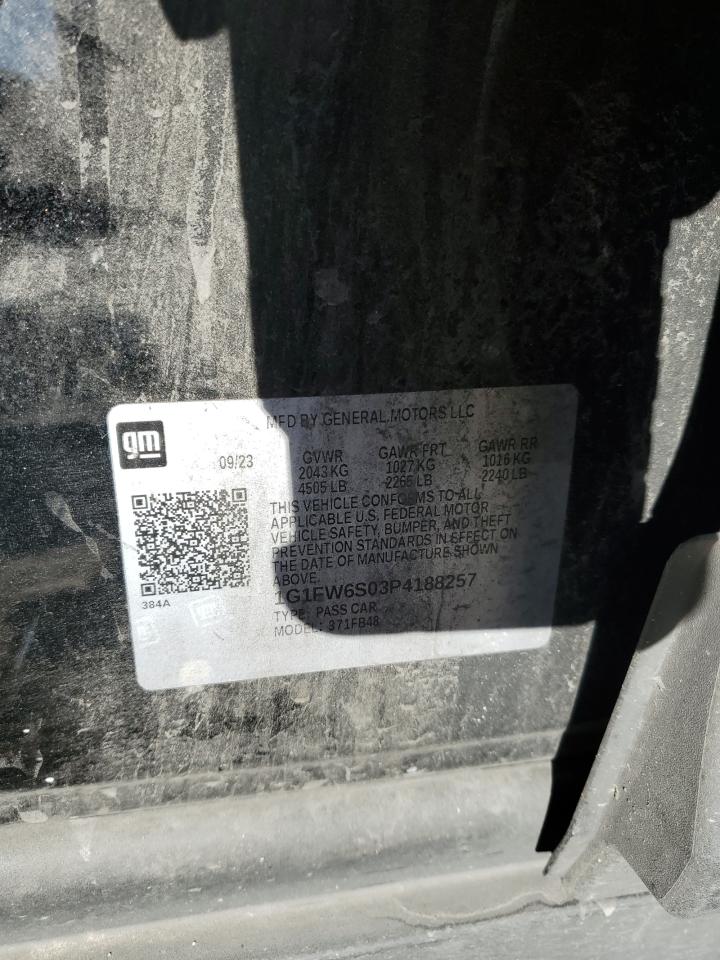 gm
MFD BY GENERAL MOTORS LLC
09/23
GVWR GAWR FRT GAWR RR
2043 KG 1027 KG 1016 KG
4505 LB 2265 LB 2240 LB
THIS VEHICLE CONFORMS TO ALL
APPLICABLE U.S. FEDERAL MOTOR
VEHICLE SAFETY, BUMPER, AND THEFT
PREVENTION STANDARDS IN EFFECT ON
THE DATE OF MANUFACTURE SHOWN
ABOVE.
1G1FW6S03P4188257
TYPE: PASS CAR
MODEL: 371FB48
384A